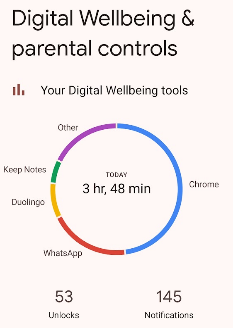 Digital Wellbeing &
parental controls
Your Digital Wellbeing tools
Other
Keep Notes
Duolingo
WhatsApp
Chrome
TODAY
3 hr, 48 min
53
Unlocks
145
Notifications